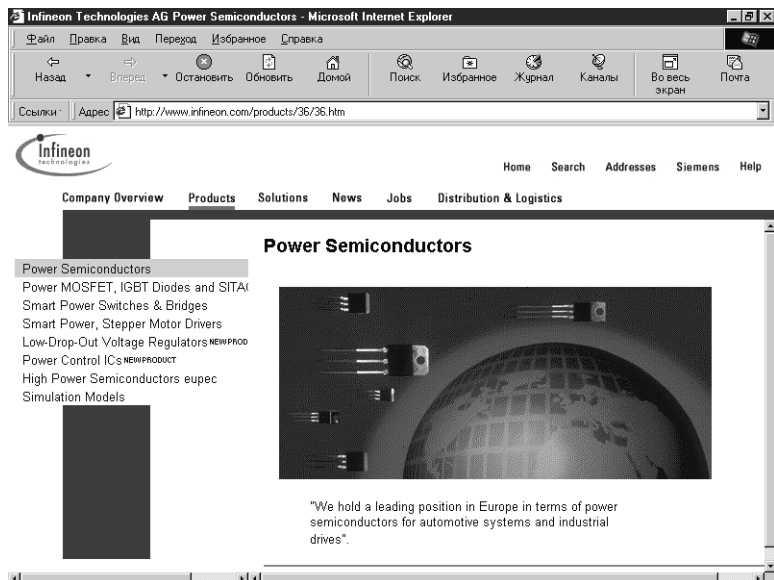 Infineon Technologies AG Power Semiconductors - Microsoft Internet Explorer
Файл Правка Вид Переход Избранное Справка
Назад Вперед Остановить Обновить Домой Поиск Избранное Журнал Каналы Во весь экран Почта
Ссылки Адрес http://www.infineon.com/products/36/36.htm
Infineon
technologies
Home Search Addresses Siemens Help
Company Overview Products Solutions News Jobs Distribution & Logistics
Power Semiconductors
Power Semiconductors
Power MOSFET, IGBT Diodes and SITAC
Smart Power Switches & Bridges
Smart Power, Stepper Motor Drivers
Low-Drop-Out Voltage Regulators NEW PROD
Power Control ICs NEW PRODUCT
High Power Semiconductors eupec
Simulation Models
"We hold a leading position in Europe in terms of power
semiconductors for automotive systems and industrial
drives".